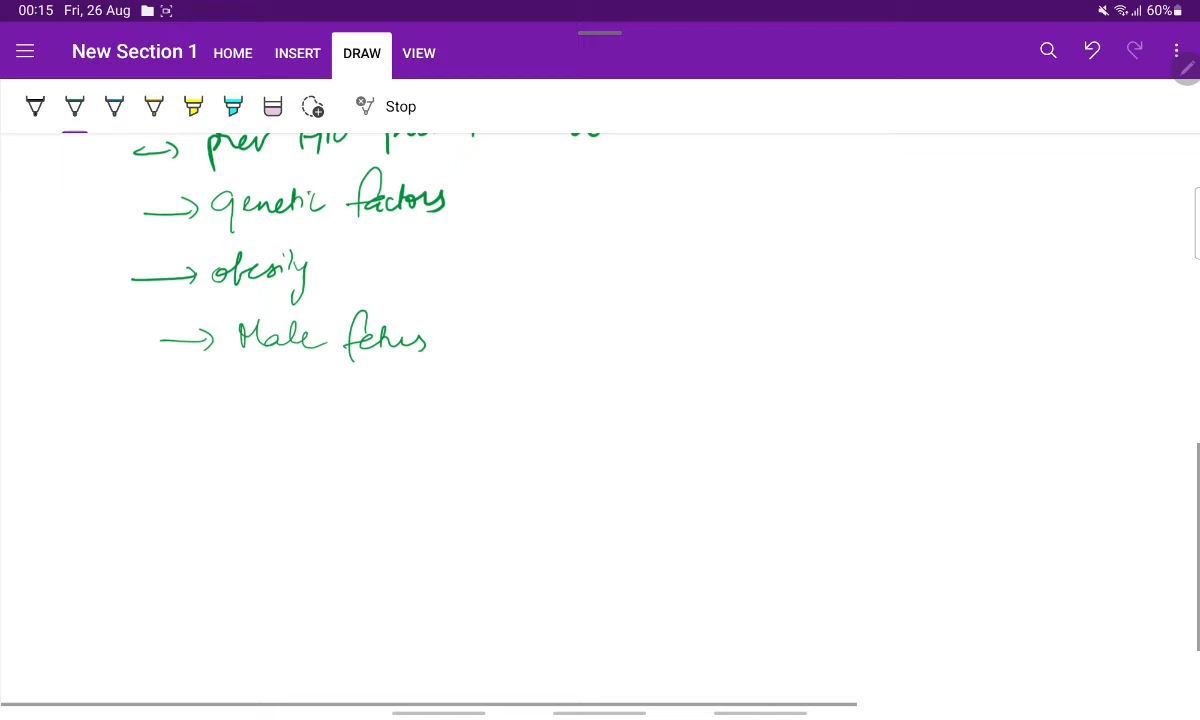 00:15 Fri, 26 Aug 60%
New Section 1 HOME INSERT DRAW VIEW
Stop
→ prev H/o
→ genetic factors
→ obesity
→ Male fetus